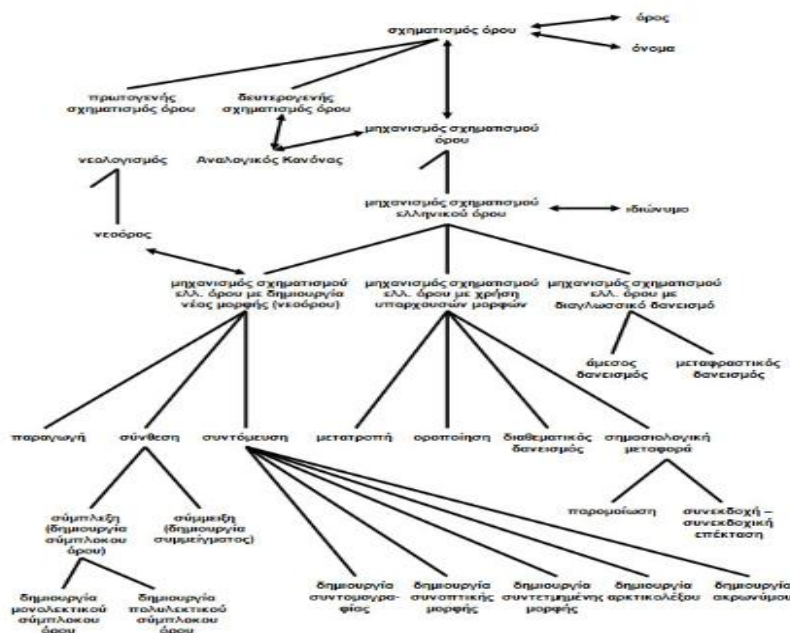 σχηματισμός όρου
όρος
όνομα
πρωτογενής
σχηματισμός όρου
δευτερογενής
σχηματισμός όρου
μηχανισμός σχηματισμού
όρου
νεολογισμός
Αναλογικός Κανόνας
μηχανισμός σχηματισμού
ελληνικού όρου
ιδιώνυμο
νεοόρος
μηχανισμός σχηματισμού
ελλ. όρου με δημιουργία
νέας μορφής (νεοόρου)
μηχανισμός σχηματισμού
ελλ. όρου με χρήση
υπαρχουσών μορφών
μηχανισμός σχηματισμού
ελλ. όρου με
διαγλωσσικό δανεισμό
άμεσος
δανεισμός
μεταφραστικός
δανεισμός
παραγωγή
σύνθεση
συντόμευση
μετατροπή
οροποίηση
διαθεματικός
δανεισμός
σημασιολογική
μεταφορά
σύμπλεξη
(δημιουργία
σύμπλοκου
όρου)
σύμμειξη
(δημιουργία
συμμείγματος)
παρομοίωση
συνεκδοχή –
συνεκδοχική
επέκταση
δημιουργία
μονολεκτικού
σύμπλοκου
όρου
δημιουργία
πολυλεκτικού
σύμπλοκου
όρου
δημιουργία
συντομογρα-
φίας
δημιουργία
συνοπτικής
μορφής
δημιουργία
συντετμημένης
μορφής
δημιουργία
αρκτικολέξου
δημιουργία
ακρωνύμου